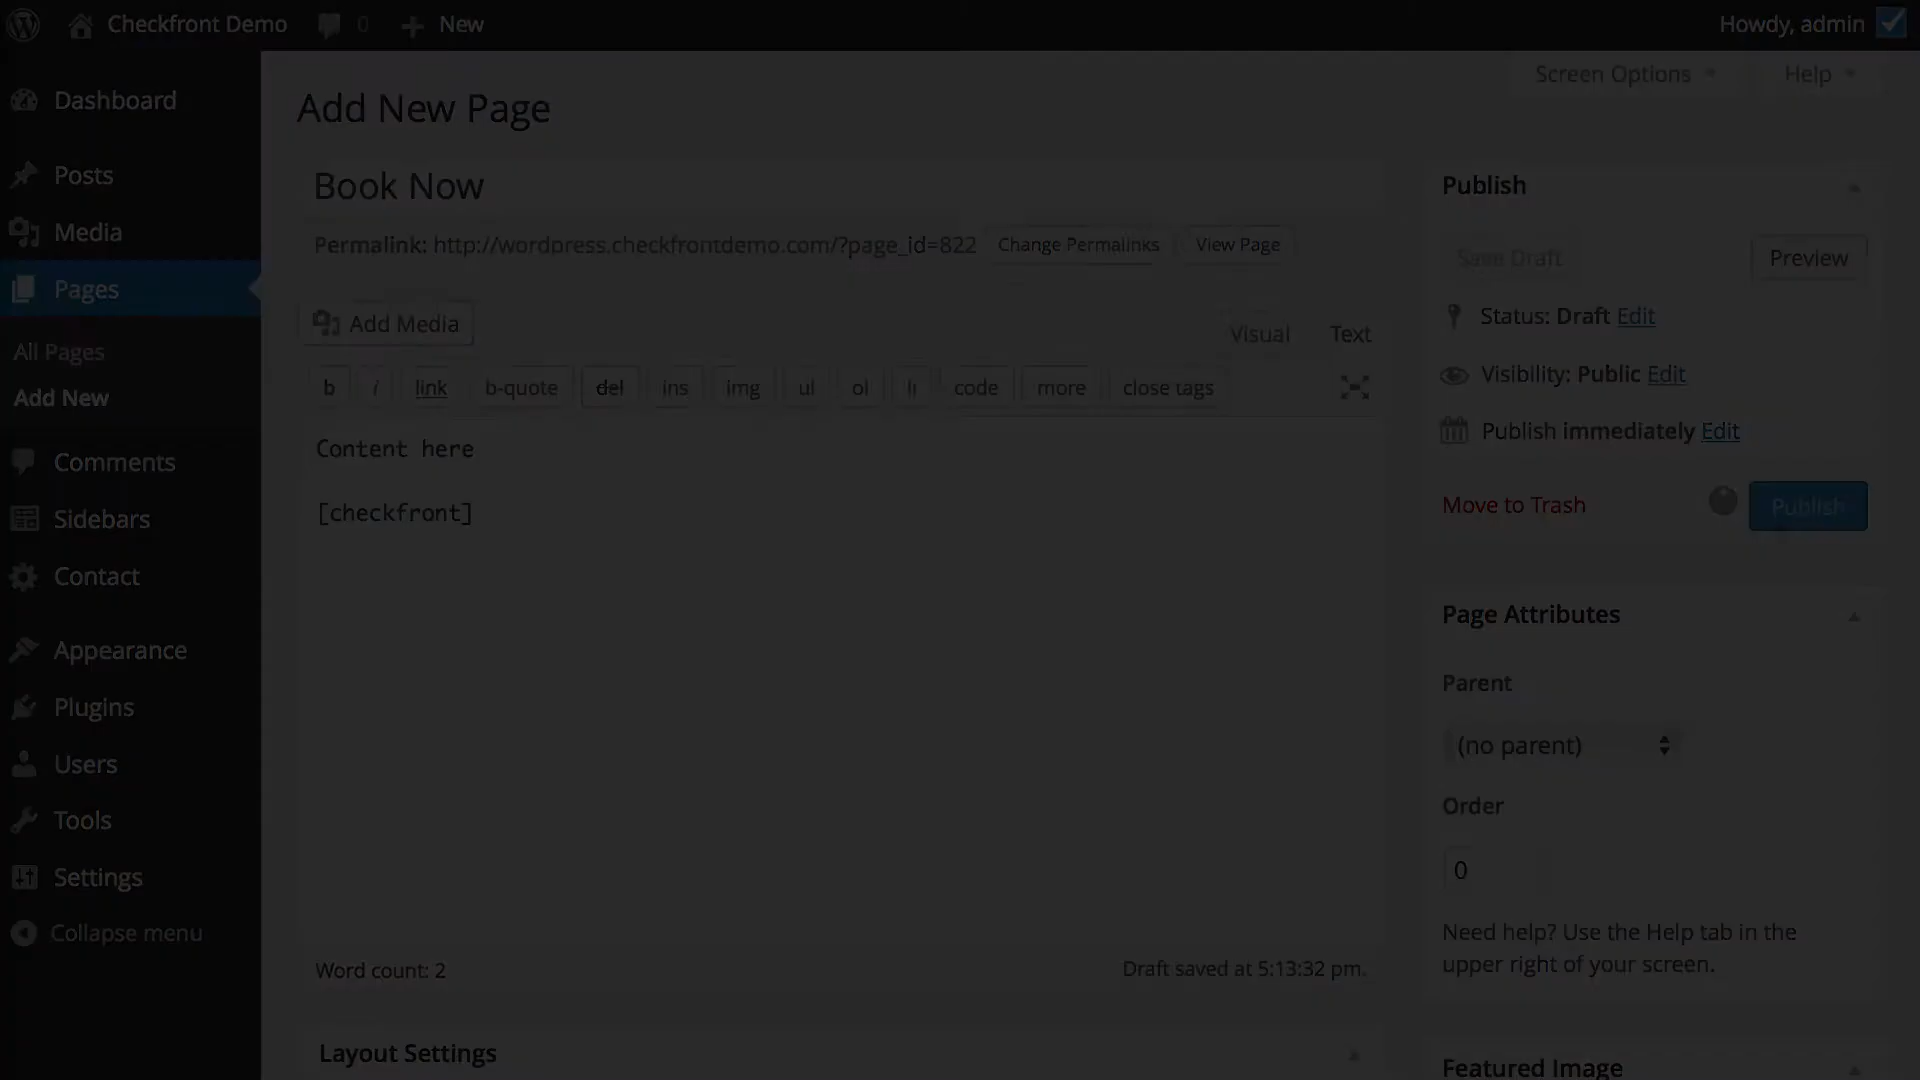 Checkfront Demo 0 New Howdy, admin
Screen Options Help
Dashboard
Posts
Media
Pages
All Pages
Add New
Comments
Sidebars
Contact
Appearance
Plugins
Users
Tools
Settings
Collapse menu
Add New Page
Book Now
Permalink: http://wordpress.checkfrontdemo.com/?page_id=822 Change Permalinks View Page
Add Media
Visual Text
b i link b-quote del ins img ul ol li code more close tags
Content here
[checkfront]
Word count: 2 Draft saved at 5:13:32 pm.
Layout Settings
Publish
Save Draft Preview
Status: Draft Edit
Visibility: Public Edit
Publish immediately Edit
Move to Trash Publish
Page Attributes
Parent
(no parent)
Order
0
Need help? Use the Help tab in the
upper right of your screen.
Featured Image